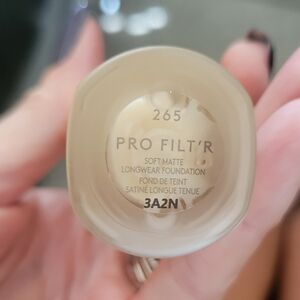 265
PRO FILT'R
SOFT MATTE
LONGWEAR FOUNDATION
FOND DE TEINT
SATINÉ LONGUE TENUE
3A2N